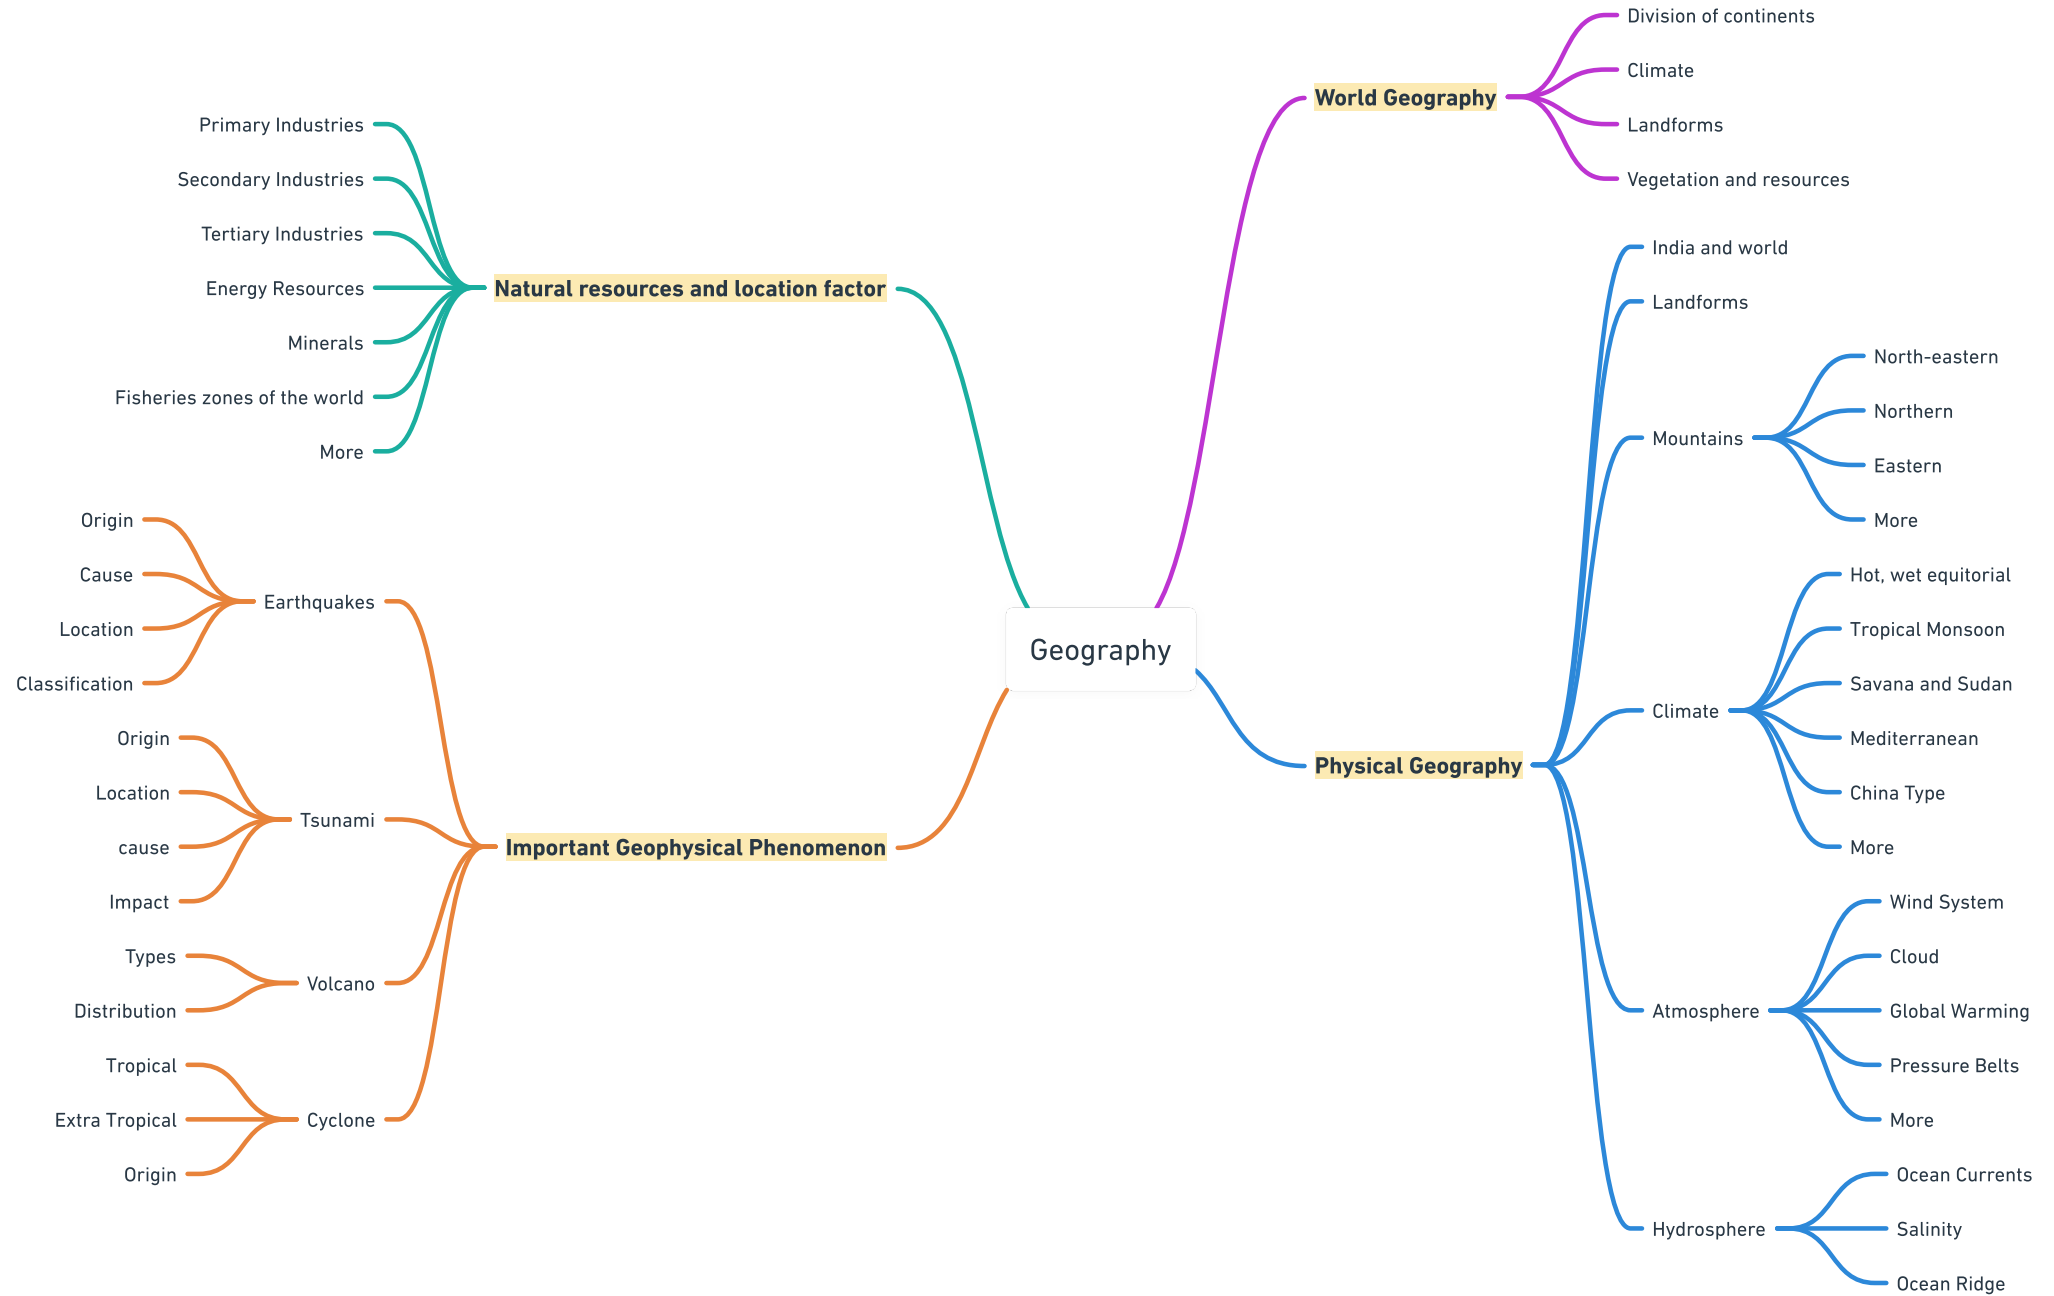 Geography
World Geography
Division of continents
Climate
Landforms
Vegetation and resources
Physical Geography
India and world
Landforms
Mountains
North-eastern
Northern
Eastern
More
Climate
Hot, wet equitorial
Tropical Monsoon
Savana and Sudan
Mediterranean
China Type
More
Atmosphere
Wind System
Cloud
Global Warming
Pressure Belts
More
Hydrosphere
Ocean Currents
Salinity
Ocean Ridge
Natural resources and location factor
Primary Industries
Secondary Industries
Tertiary Industries
Energy Resources
Minerals
Fisheries zones of the world
More
Important Geophysical Phenomenon
Earthquakes
Origin
Cause
Location
Classification
Tsunami
Origin
Location
cause
Impact
Volcano
Types
Distribution
Cyclone
Tropical
Extra Tropical
Origin